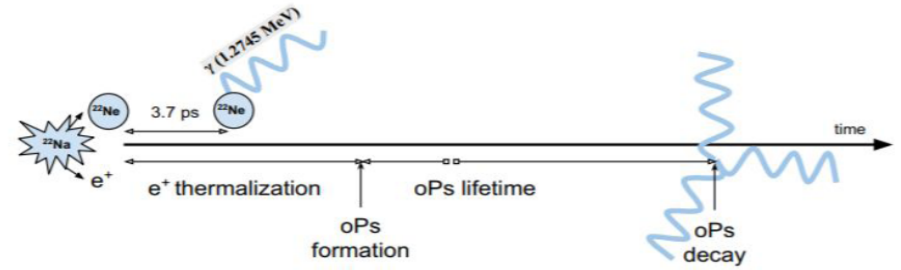 γ (1.2745 MeV)
²²Ne
3.7 ps
²²Ne
time
²²Na
e⁺
e⁺ thermalization
oPs lifetime
oPs
formation
oPs
decay